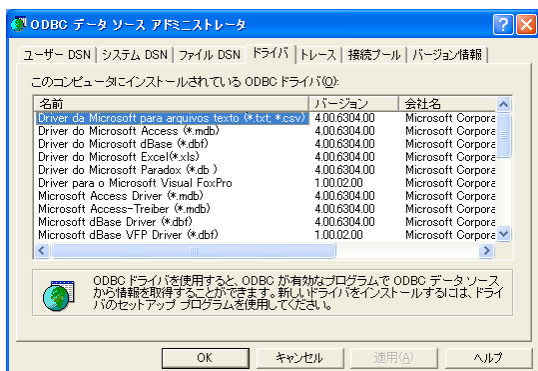 ODBC データ ソース アドミニストレータ
ユーザー DSN システム DSN ファイル DSN ドライバ トレース 接続プール バージョン情報
このコンピュータにインストールされている ODBC ドライバ(O):
名前 バージョン 会社名
Driver da Microsoft para arquivos texto (*.txt; *.csv) 4.00.6304.00 Microsoft Corpora
Driver do Microsoft Access (*.mdb) 4.00.6304.00 Microsoft Corpora
Driver do Microsoft dBase (*.dbf) 4.00.6304.00 Microsoft Corpora
Driver do Microsoft Excel(*.xls) 4.00.6304.00 Microsoft Corpora
Driver do Microsoft Paradox (*.db ) 4.00.6304.00 Microsoft Corpora
Driver para o Microsoft Visual FoxPro 1.00.02.00 Microsoft Corpora
Microsoft Access Driver (*.mdb) 4.00.6304.00 Microsoft Corpora
Microsoft Access-Treiber (*.mdb) 4.00.6304.00 Microsoft Corpora
Microsoft dBase Driver (*.dbf) 4.00.6304.00 Microsoft Corpora
Microsoft dBase VFP Driver (*.dbf) 1.00.02.00 Microsoft Corpora
ODBC ドライバを使用すると、ODBC が有効なプログラムで ODBC データ ソース
から情報を取得することができます。新しいドライバをインストールするには、ドライ
バのセットアップ プログラムを使用してください。
OK キャンセル 適用(A) ヘルプ